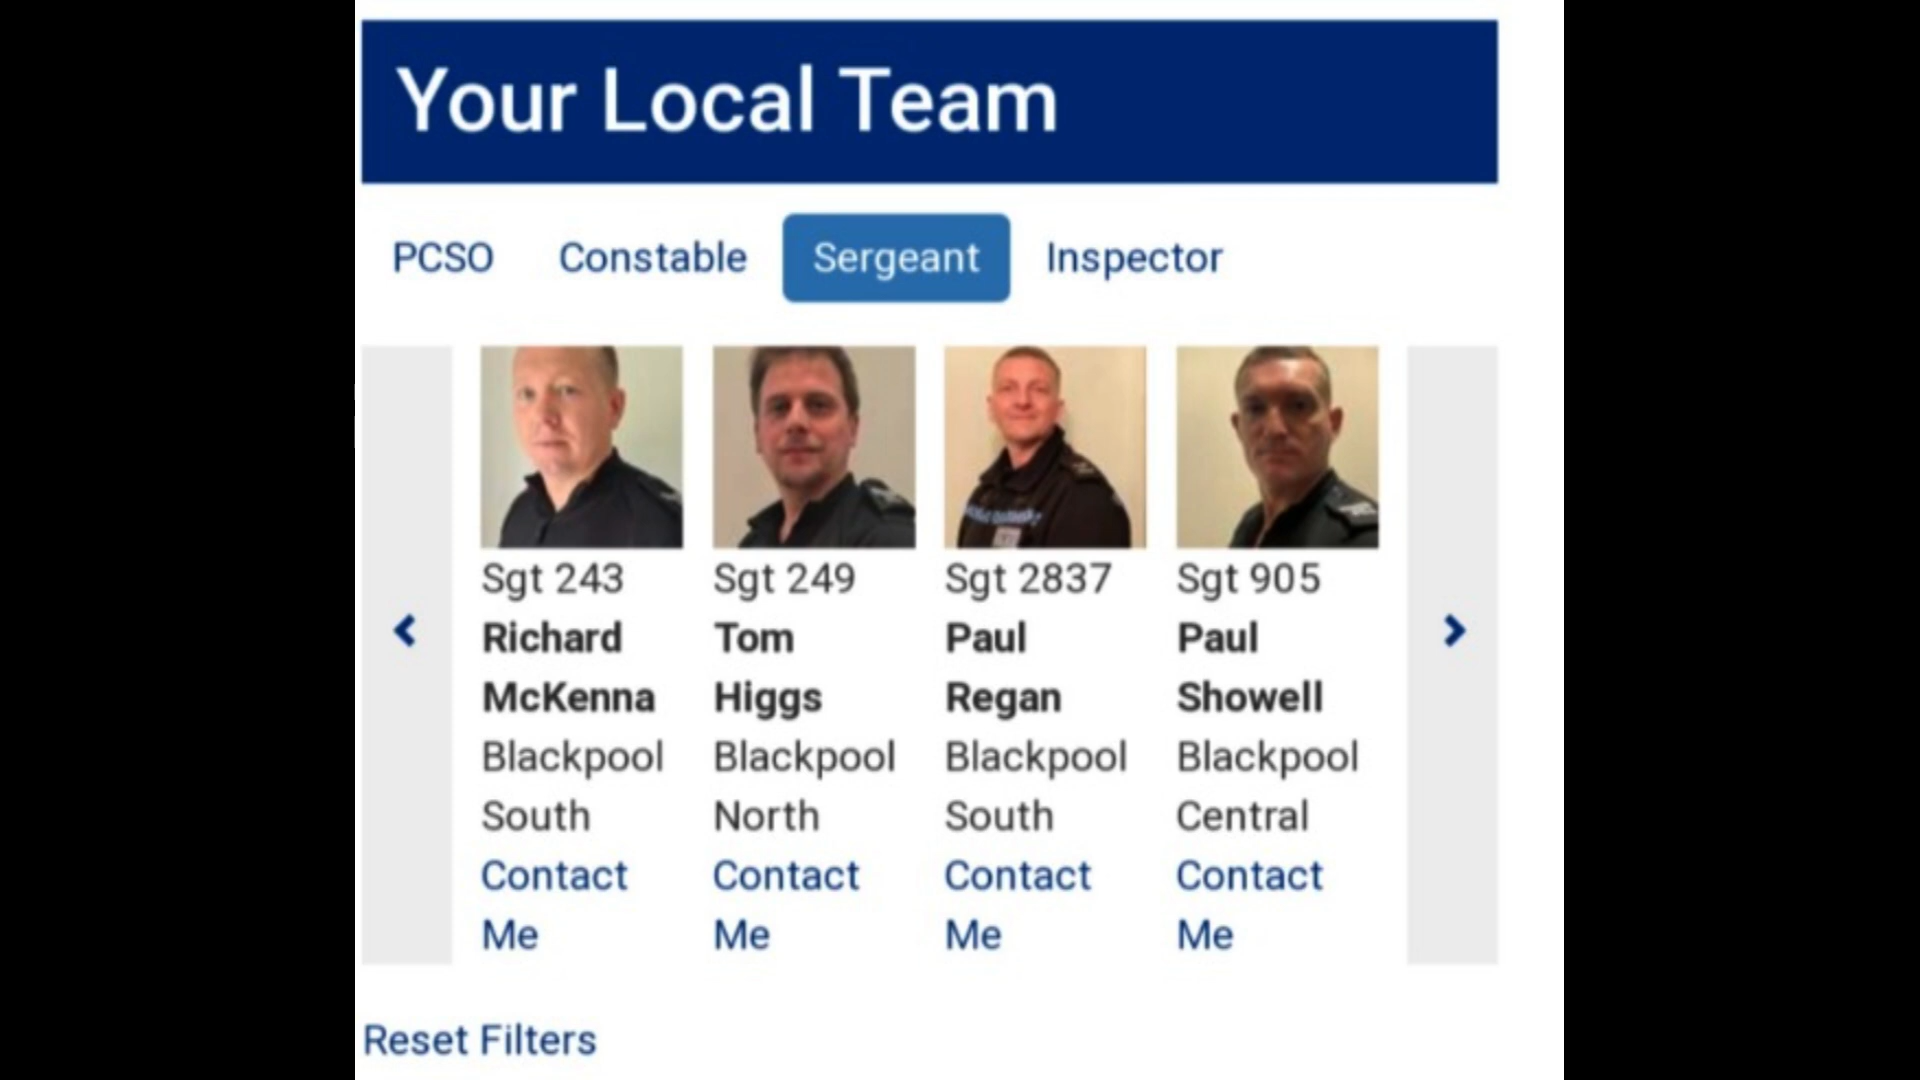 Your Local Team
PCSO Constable Sergeant Inspector
Sgt 243
Richard
McKenna
Blackpool
South
Contact
Me
Sgt 249
Tom
Higgs
Blackpool
North
Contact
Me
Sgt 2837
Paul
Regan
Blackpool
South
Contact
Me
Sgt 905
Paul
Showell
Blackpool
Central
Contact
Me
Reset Filters